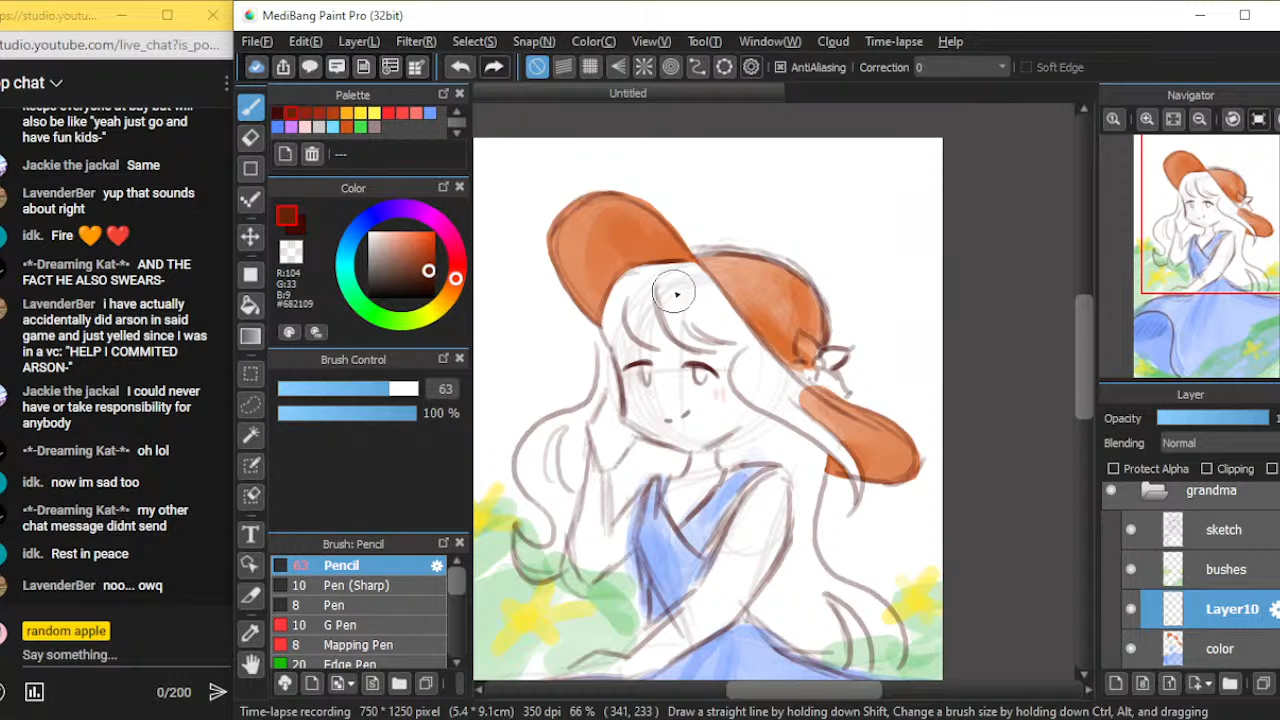 ps://studio.youtu...
tudio.youtube.com/live_chat?is_po...
p chat
keeps everyone at bay but will
also be like "yeah just go and
have fun kids-"
Jackie the jackal Same
LavenderBer yup that sounds
about right
idk. Fire 🧡 ❤️
*•*-Dreaming Kat-*• AND THE
FACT HE ALSO SWEARS-
LavenderBer i have actually
accidentally did arson in said
game and just yelled since I was
in a vc: "HELP I COMMITED
ARSON-"
Jackie the jackal I could never
have or take responsibility for
anybody
*•*-Dreaming Kat-*• oh lol
idk. now im sad too
*•*-Dreaming Kat-*• my other
chat message didnt send
idk. Rest in peace
LavenderBer noo... owq
random apple
Say something...
0/200
MediBang Paint Pro (32bit)
File(F) Edit(E) Layer(L) Filter(R) Select(S) Snap(N) Color(C) View(V) Tool(T) Window(W) Cloud Time-lapse Help
AntiAliasing Correction 0 Soft Edge
Palette
---
Color
R:104
G:33
B:9
#682109
Brush Control
63
100 %
Brush: Pencil
63 Pencil
10 Pen (Sharp)
8 Pen
10 G Pen
8 Mapping Pen
20 Edge Pen
T
Untitled
Navigator
Layer
Opacity
Blending Normal
Protect Alpha Clipping
grandma
sketch
bushes
Layer10
color
Time-lapse recording 750 * 1250 pixel (5.4 * 9.1cm) 350 dpi 66 % ( 341, 233 ) Draw a straight line by holding down Shift, Change a brush size by holding down Ctrl, Alt, and dragging